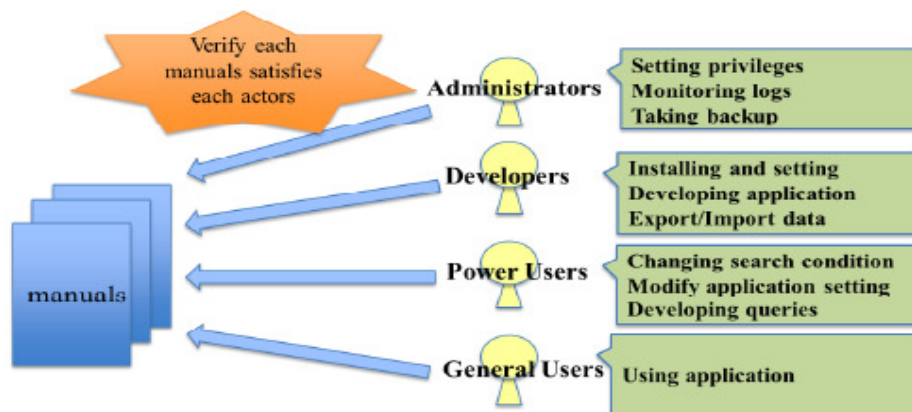 Verify each
manuals satisfies
each actors
Administrators
Setting privileges
Monitoring logs
Taking backup
Developers
Installing and setting
Developing application
Export/Import data
manuals
Power Users
Changing search condition
Modify application setting
Developing queries
General Users
Using application